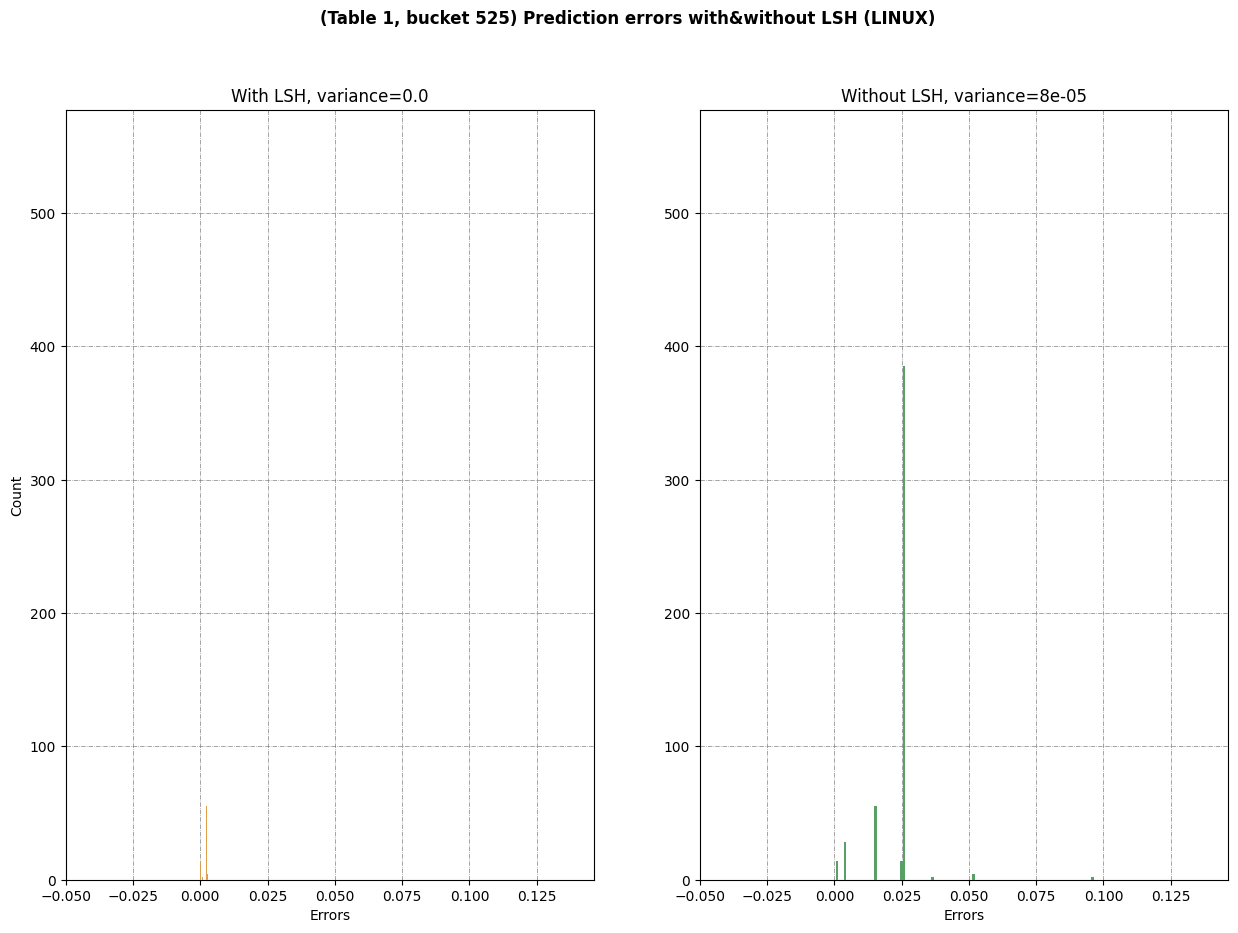 (Table 1, bucket 525) Prediction errors with&without LSH (LINUX)
With LSH, variance=0.0
500
400
300
200
100
0
Count
−0.050 −0.025 0.000 0.025 0.050 0.075 0.100 0.125
Errors
Without LSH, variance=8e-05
500
400
300
200
100
0
−0.050 −0.025 0.000 0.025 0.050 0.075 0.100 0.125
Errors